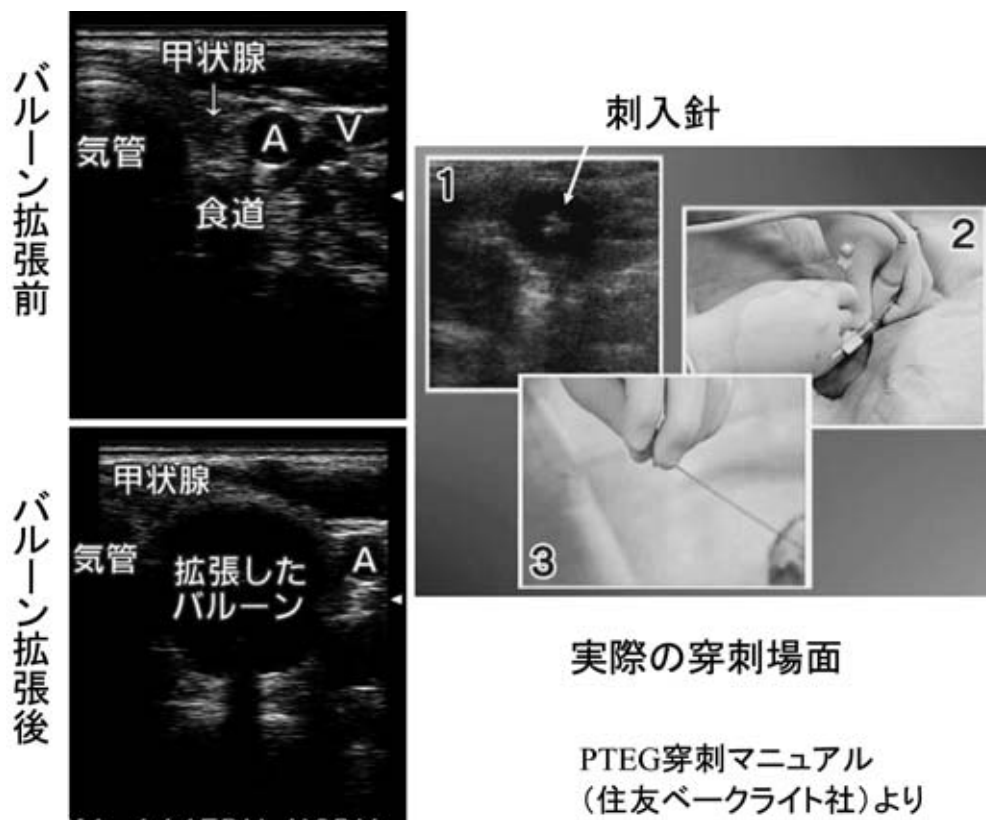 バルーン拡張前
甲状腺
気管
A
V
食道
バルーン拡張後
甲状腺
気管
拡張した
バルーン
A
刺入針
1
2
3
実際の穿刺場面
PTEG穿刺マニュアル
（住友ベークライト社）より